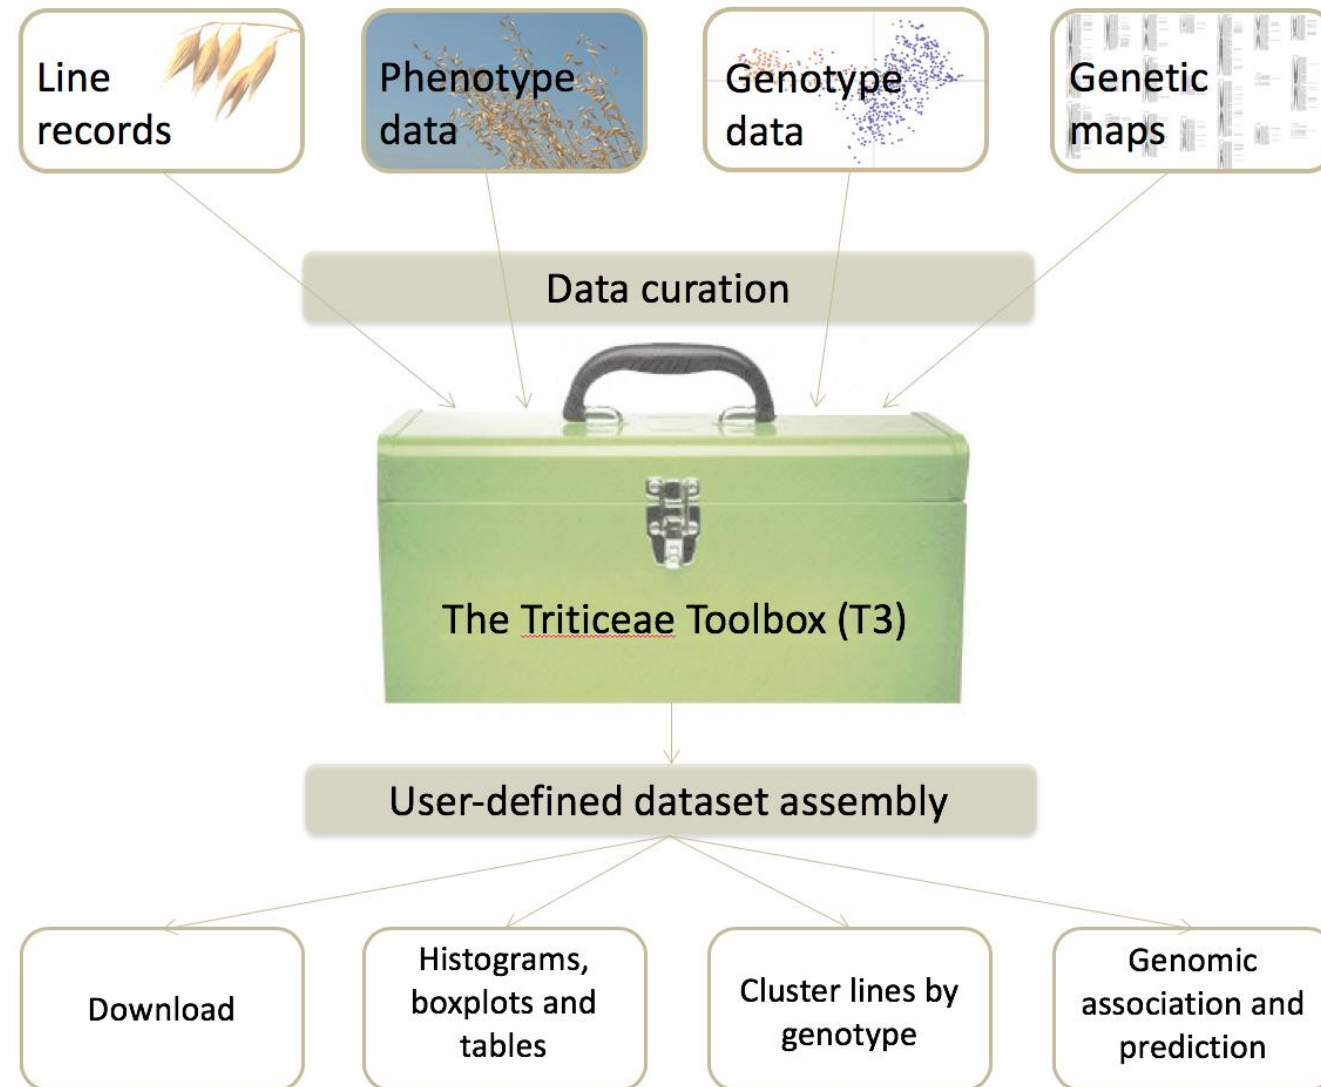 Line
records
Phenotype
data
Genotype
data
Genetic
maps
Data curation
The Triticeae Toolbox (T3)
User-defined dataset assembly
Download
Histograms,
boxplots and
tables
Cluster lines by
genotype
Genomic
association and
prediction